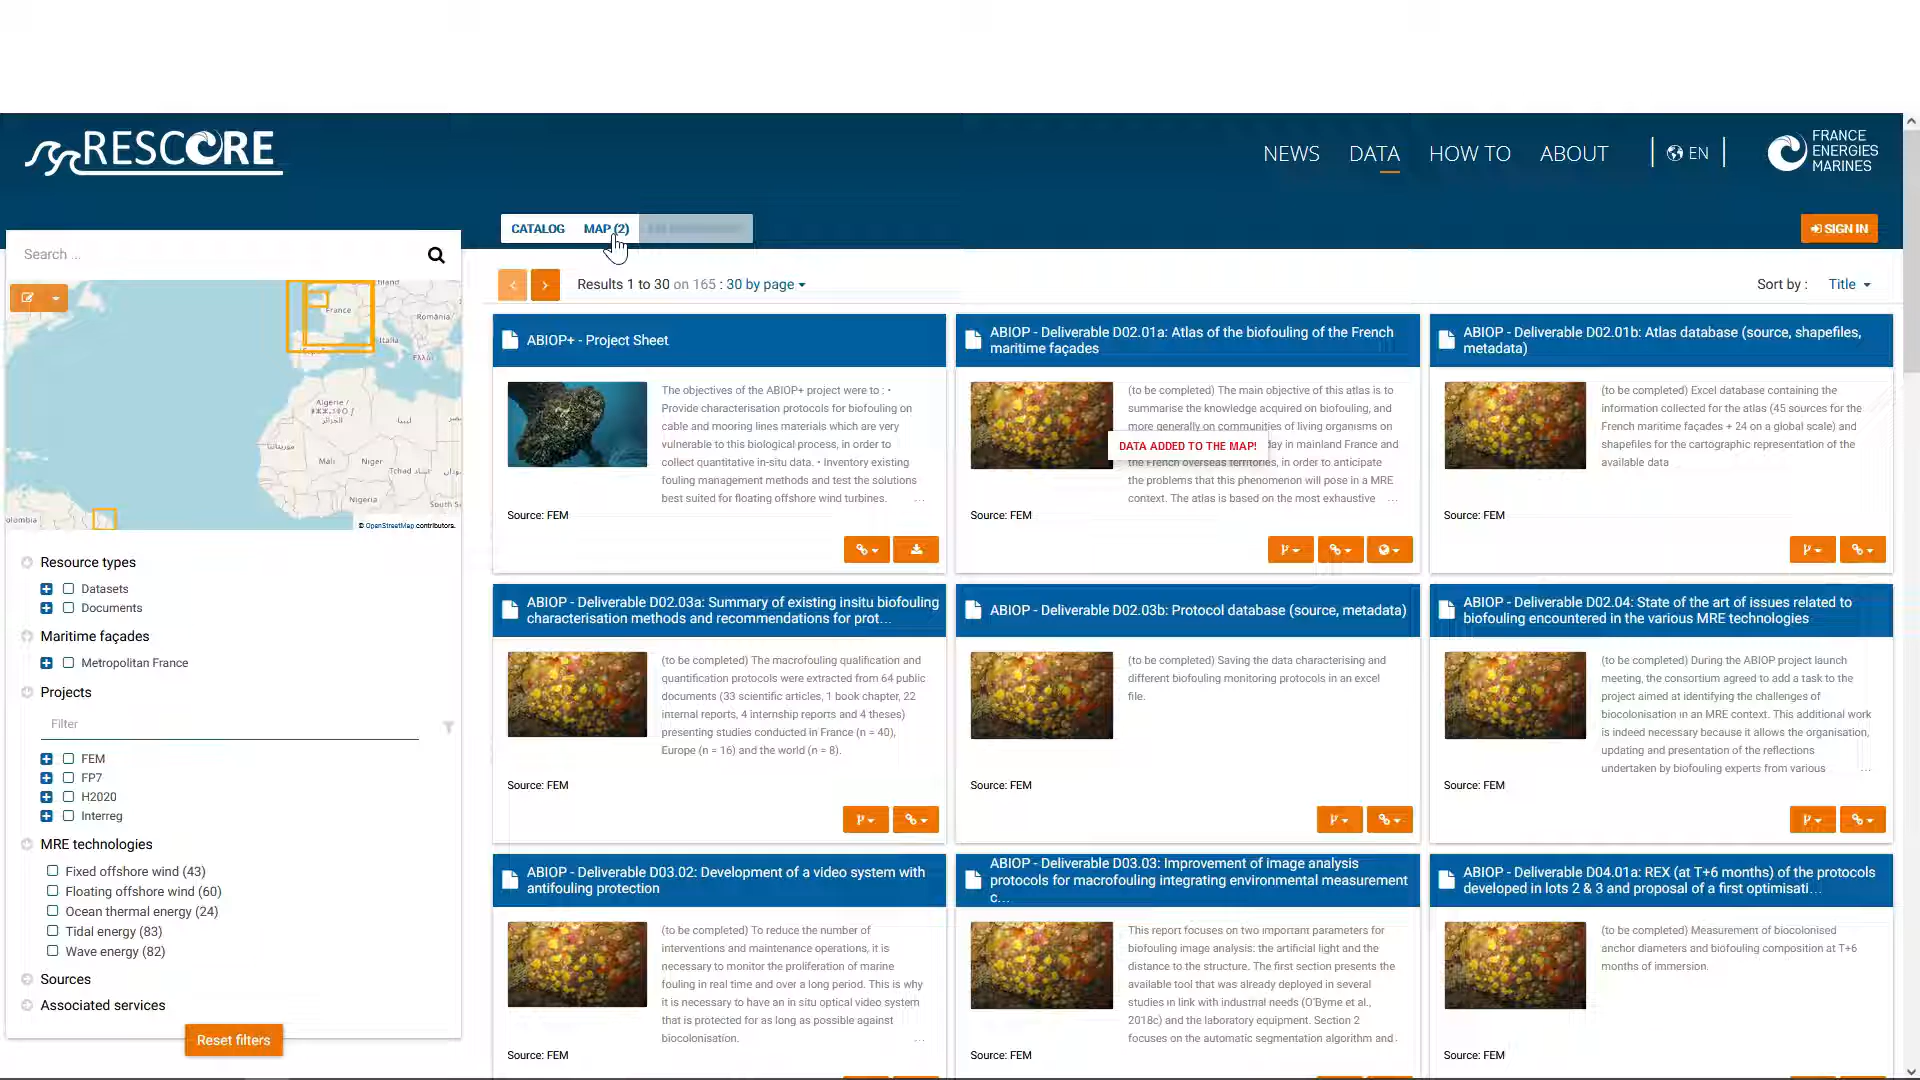 RESCORE
NEWS
DATA
HOW TO
ABOUT
EN
FRANCE
ENERGIES
MARINES
CATALOG
MAP (2)
SIGN IN
Search ...
Results 1 to 30 on 165 : 30 by page
Sort by :
Title
France
România
Italia
Ελλάς
Algérie /
الجزائر
ليبيا
Mali
Niger
Nigeria
© OpenStreetMap contributors.
Resource types
Datasets
Documents
Maritime façades
Metropolitan France
Projects
Filter
FEM
FP7
H2020
Interreg
MRE technologies
Fixed offshore wind (43)
Floating offshore wind (60)
Ocean thermal energy (24)
Tidal energy (83)
Wave energy (82)
Sources
Associated services
Reset filters
ABIOP+ - Project Sheet
The objectives of the ABIOP+ project were to : •
Provide characterisation protocols for biofouling on
cable and mooring lines materials which are very
vulnerable to this biological process, in order to
collect quantitative in-situ data. • Inventory existing
fouling management methods and test the solutions
best suited for floating offshore wind turbines. ...
Source: FEM
ABIOP - Deliverable D02.01a: Atlas of the biofouling of the French
maritime façades
(to be completed) The main objective of this atlas is to
summarise the knowledge acquired on biofouling, and
more generally on communities of living organisms on
day in mainland France and
DATA ADDED TO THE MAP!
the French overseas territories, in order to anticipate
the problems that this phenomenon will pose in a MRE
context. The atlas is based on the most exhaustive ...
Source: FEM
ABIOP - Deliverable D02.01b: Atlas database (source, shapefiles,
metadata)
(to be completed) Excel database containing the
information collected for the atlas (45 sources for the
French maritime façades + 24 on a global scale) and
shapefiles for the cartographic representation of the
available data
Source: FEM
ABIOP - Deliverable D02.03a: Summary of existing insitu biofouling
characterisation methods and recommendations for prot...
(to be completed) The macrofouling qualification and
quantification protocols were extracted from 64 public
documents (33 scientific articles, 1 book chapter, 22
internal reports, 4 internship reports and 4 theses)
presenting studies conducted in France (n = 40),
Europe (n = 16) and the world (n = 8).
Source: FEM
ABIOP - Deliverable D02.03b: Protocol database (source, metadata)
(to be completed) Saving the data characterising and
different biofouling monitoring protocols in an excel
file.
Source: FEM
ABIOP - Deliverable D02.04: State of the art of issues related to
biofouling encountered in the various MRE technologies
(to be completed) During the ABIOP project launch
meeting, the consortium agreed to add a task to the
project aimed at identifying the challenges of
biocolonisation in an MRE context. This additional work
is indeed necessary because it allows the organisation,
updating and presentation of the reflections
undertaken by biofouling experts from various ...
Source: FEM
ABIOP - Deliverable D03.02: Development of a video system with
antifouling protection
(to be completed) To reduce the number of
interventions and maintenance operations, it is
necessary to monitor the proliferation of marine
fouling in real time and over a long period. This is why
it is necessary to have an in situ optical video system
that is protected for as long as possible against
biocolonisation. ...
Source: FEM
ABIOP - Deliverable D03.03: Improvement of image analysis
protocols for macrofouling integrating environmental measurement
c...
This report focuses on two important parameters for
biofouling image analysis: the artificial light and the
distance to the structure. The first section presents the
available tool that was already deployed in several
studies in link with industrial needs (O'Byrne et al.,
2018c) and the laboratory equipment. Section 2
focuses on the automatic segmentation algorithm and...
Source: FEM
ABIOP - Deliverable D04.01a: REX (at T+6 months) of the protocols
developed in lots 2 & 3 and proposal of a first optimisati...
(to be completed) Measurement of biocolonised
anchor diameters and biofouling composition at T+6
months of immersion.
Source: FEM